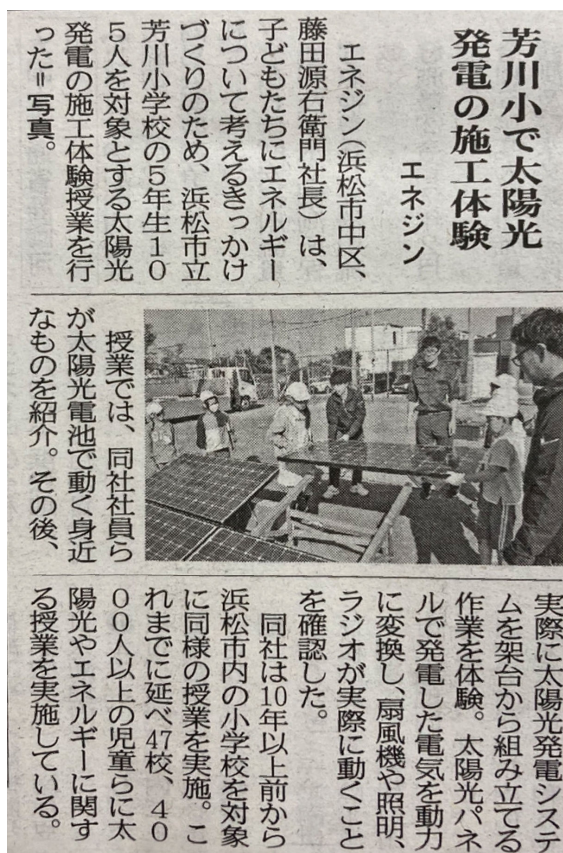 芳川小で太陽光
発電の施工体験
エネジン
エネジン(浜松市中区、
藤田源右衛門社長)は、
子どもたちにエネルギー
について考えるきっかけ
づくりのため、浜松市立
芳川小学校の5年生10
5人を対象とする太陽光
発電の施工体験授業を行
った=写真。
授業では、同社社員ら
が太陽光電池で動く身近
なものを紹介。その後、
実際に太陽光発電システ
ムを架台から組み立てる
作業を体験。太陽光パネ
ルで発電した電気を動力
に変換し、扇風機や照明、
ラジオが実際に動くこと
を確認した。
同社は10年以上前から
浜松市内の小学校を対象
に同様の授業を実施。こ
れまでに延べ47校、40
00人以上の児童らに太
陽光やエネルギーに関す
る授業を実施している。